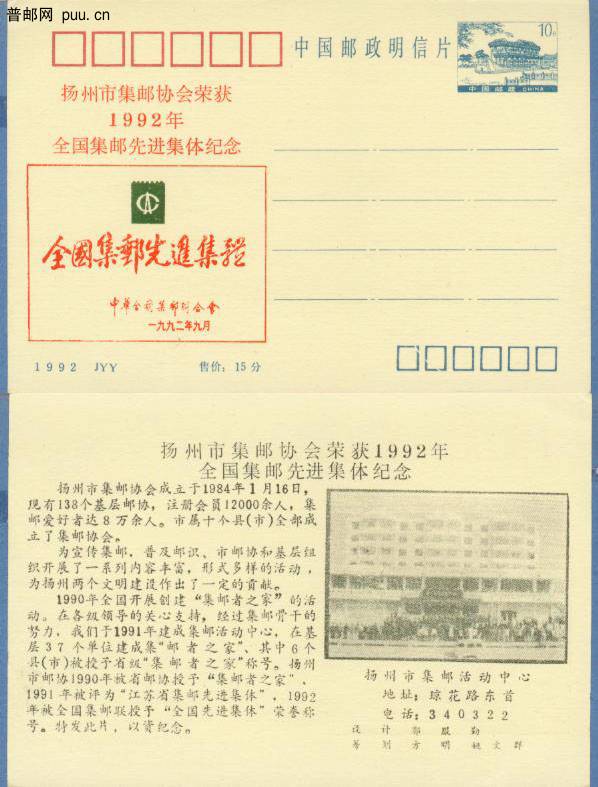 普邮网 puu.cn
中国邮政明信片
10分
中国邮政 CHINA
扬州市集邮协会荣获
1992年
全国集邮先进集体纪念
全國集郵先進集體
中華全國集郵聯合會
一九九二年九月
1992 JYY 售价：15分
扬州市集邮协会荣获1992年
全国集邮先进集体纪念
扬州市集邮协会成立于1984年1月16日，
现有138个基层邮协，注册会员12000余人，集
邮爱好者达8万余人。市属十个县(市)全部成
立了集邮协会。
为宣传集邮，普及邮识、市邮协和基层组
织开展了一系列内容丰富，形式多样的活动，
为扬州两个文明建设作出了一定的贡献。
1990年全国开展创建“集邮者之家”的活
动。在各级领导的关心支持，经过集邮骨干的
努力，我们于1991年建成集邮活动中心，在基
层37个单位建成集“邮者之家”、其中6个
县(市)被授予省级“集邮者之家”称号。扬州
市邮协1990年被省邮协授予“集邮者之家”、
1991年被评为“江苏省集邮先进集体”，1992
年被全国集邮联授予“全国先进集体”荣誉称
号。特发此片，以资纪念。
扬州市集邮活动中心
地址：琼花路东首
电话：340322
设计
筹划 方明 姚文群